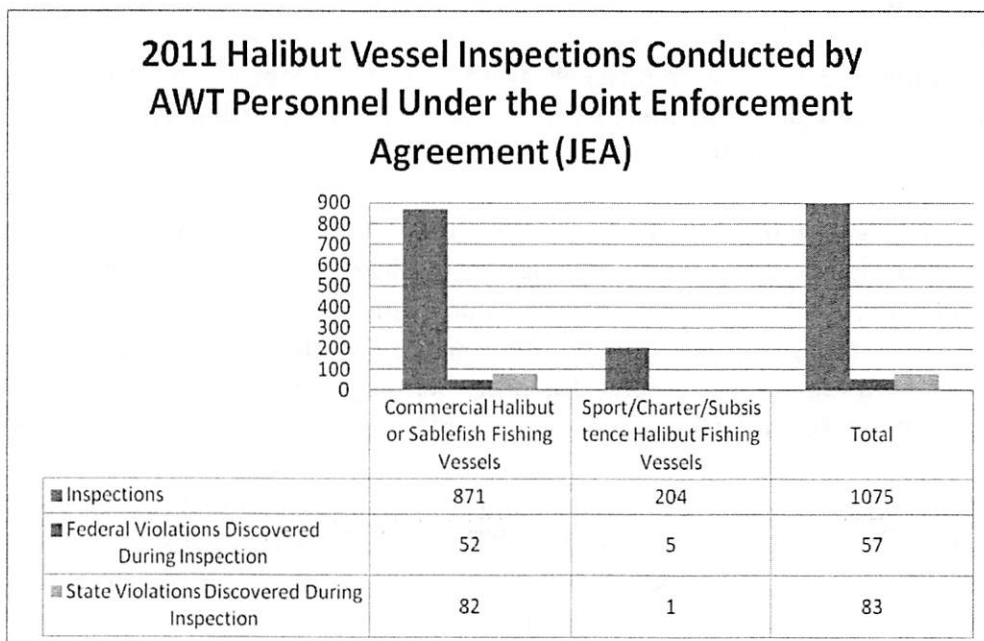 2011 Halibut Vessel Inspections Conducted by
AWT Personnel Under the Joint Enforcement
Agreement (JEA)
900
800
700
600
500
400
300
200
100
0
Commercial Halibut
or Sablefish Fishing
Vessels
Sport/Charter/Subsis
tence Halibut Fishing
Vessels
Total
Inspections 871 204 1075
Federal Violations Discovered
During Inspection
52 5 57
State Violations Discovered During
Inspection
82 1 83